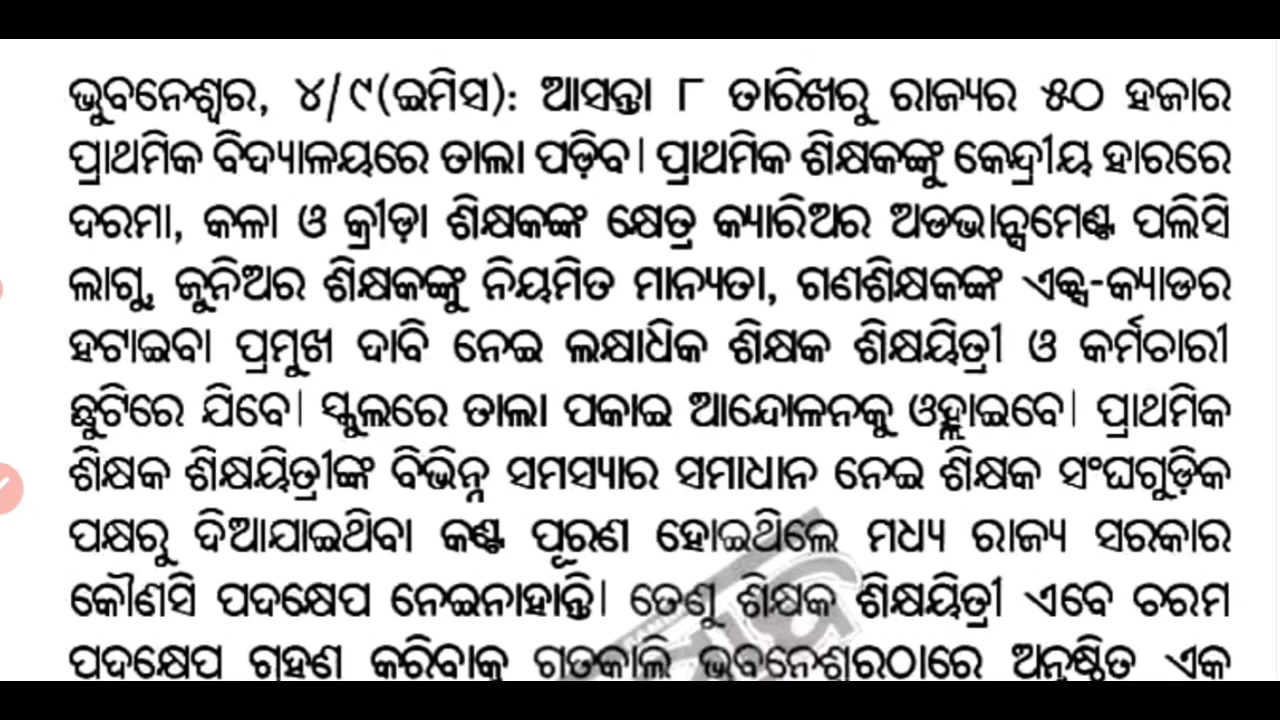 ଭୁବନେଶ୍ୱର, ୪/୯(ଇମିସ): ଆସନ୍ତା ୮ ତାରିଖରୁ ରାଜ୍ୟର ୫୦ ହଜାର
ପ୍ରାଥମିକ ବିଦ୍ୟାଳୟରେ ତାଲା ପଡ଼ିବ। ପ୍ରାଥମିକ ଶିକ୍ଷକଙ୍କୁ କେନ୍ଦ୍ରୀୟ ହାରରେ
ଦରମା, କଳା ଓ କ୍ରୀଡ଼ା ଶିକ୍ଷକଙ୍କ କ୍ଷେତ୍ର କ୍ୟାରିଅର ଅଡଭାନ୍ସମେଣ୍ଟ ପଲିସି
ଲାଗୁ, ଜୁନିଅର ଶିକ୍ଷକଙ୍କୁ ନିୟମିତ ମାନ୍ୟତା, ଗଣଶିକ୍ଷକଙ୍କ ଏକ୍ସ-କ୍ୟାଡର
ହଟାଇବା ପ୍ରମୁଖ ଦାବି ନେଇ ଲକ୍ଷାଧିକ ଶିକ୍ଷକ ଶିକ୍ଷୟିତ୍ରୀ ଓ କର୍ମଚାରୀ
ଛୁଟିରେ ଯିବେ। ସ୍କୁଲରେ ତାଲା ପକାଇ ଆନ୍ଦୋଳନକୁ ଓହ୍ଲାଇବେ। ପ୍ରାଥମିକ
ଶିକ୍ଷକ ଶିକ୍ଷୟିତ୍ରୀଙ୍କ ବିଭିନ୍ନ ସମସ୍ୟାର ସମାଧାନ ନେଇ ଶିକ୍ଷକ ସଂଘଗୁଡ଼ିକ
ପକ୍ଷରୁ ଦିଆଯାଇଥିବା କଣ୍ଟ ପୂରଣ ହୋଇଥିଲେ ମଧ୍ୟ ରାଜ୍ୟ ସରକାର
କୌଣସି ପଦକ୍ଷେପ ନେଇନାହାନ୍ତି। ତେଣୁ ଶିକ୍ଷକ ଶିକ୍ଷୟିତ୍ରୀ ଏବେ ଚରମ
ପଦକ୍ଷେପ ଗ୍ରହଣ କରିବାକୁ ଗତକାଲି ଭୁବନେଶ୍ୱରଠାରେ ଅନୁଷ୍ଠିତ ଏକ